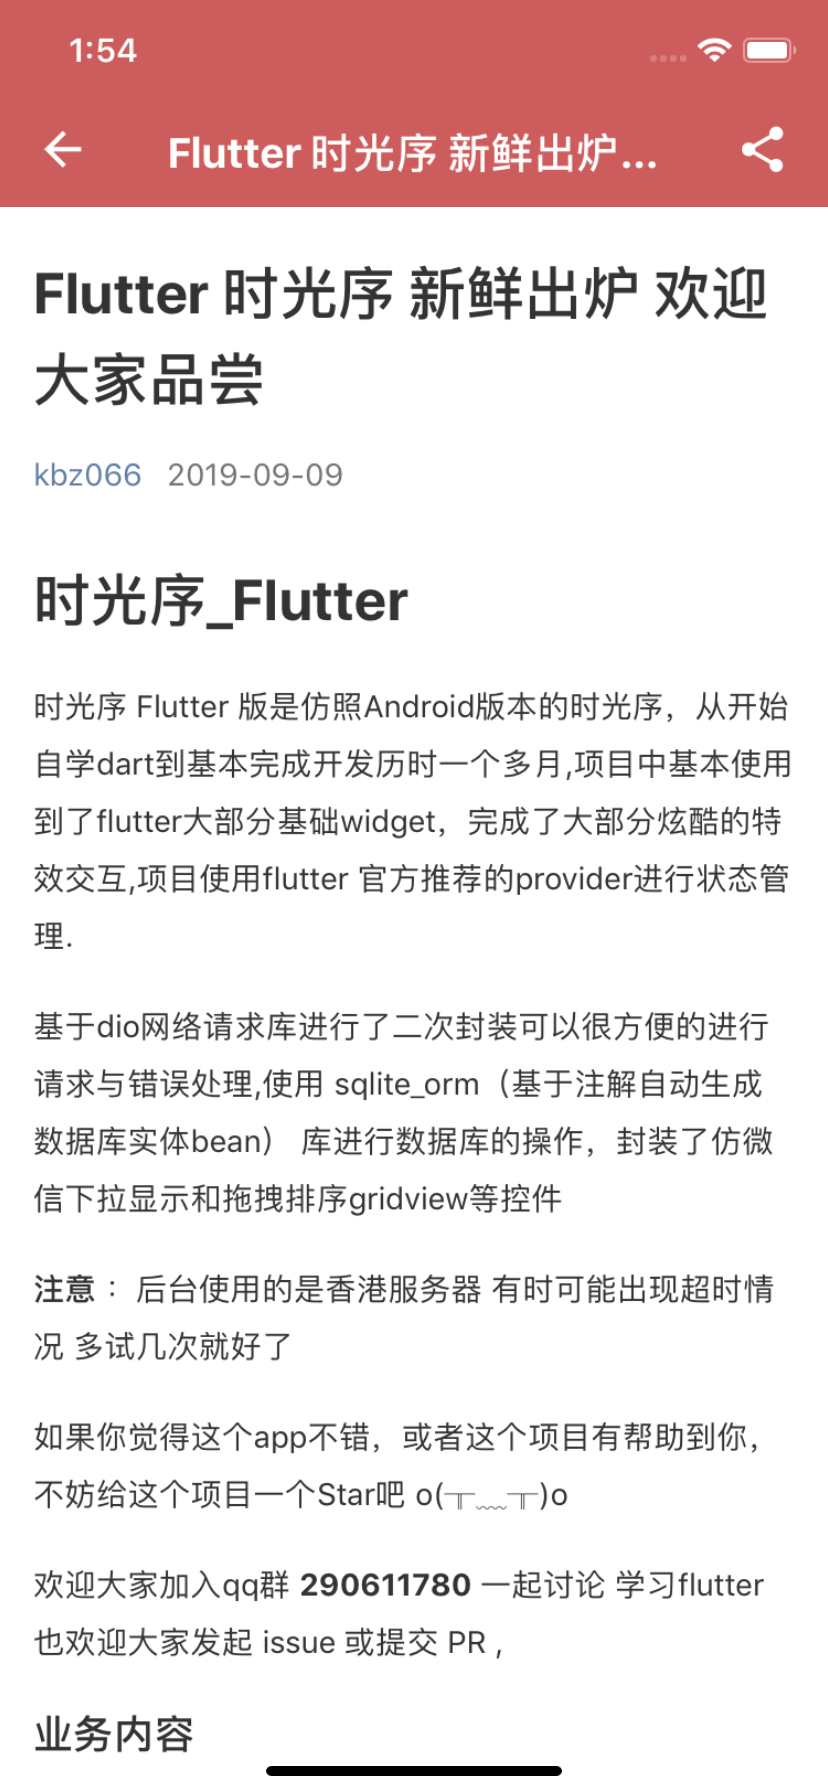 1:54
Flutter 时光序 新鲜出炉...
Flutter 时光序 新鲜出炉 欢迎
大家品尝
kbz066 2019-09-09
时光序_Flutter
时光序 Flutter 版是仿照Android版本的时光序，从开始
自学dart到基本完成开发历时一个多月,项目中基本使用
到了flutter大部分基础widget，完成了大部分炫酷的特
效交互,项目使用flutter 官方推荐的provider进行状态管
理.
基于dio网络请求库进行了二次封装可以很方便的进行
请求与错误处理,使用 sqlite_orm（基于注解自动生成
数据库实体bean） 库进行数据库的操作，封装了仿微
信下拉显示和拖拽排序gridview等控件
注意 ： 后台使用的是香港服务器 有时可能出现超时情
况 多试几次就好了
如果你觉得这个app不错，或者这个项目有帮助到你，
不妨给这个项目一个Star吧 o(╥﹏╥)o
欢迎大家加入qq群 290611780 一起讨论 学习flutter
也欢迎大家发起 issue 或提交 PR ,
业务内容